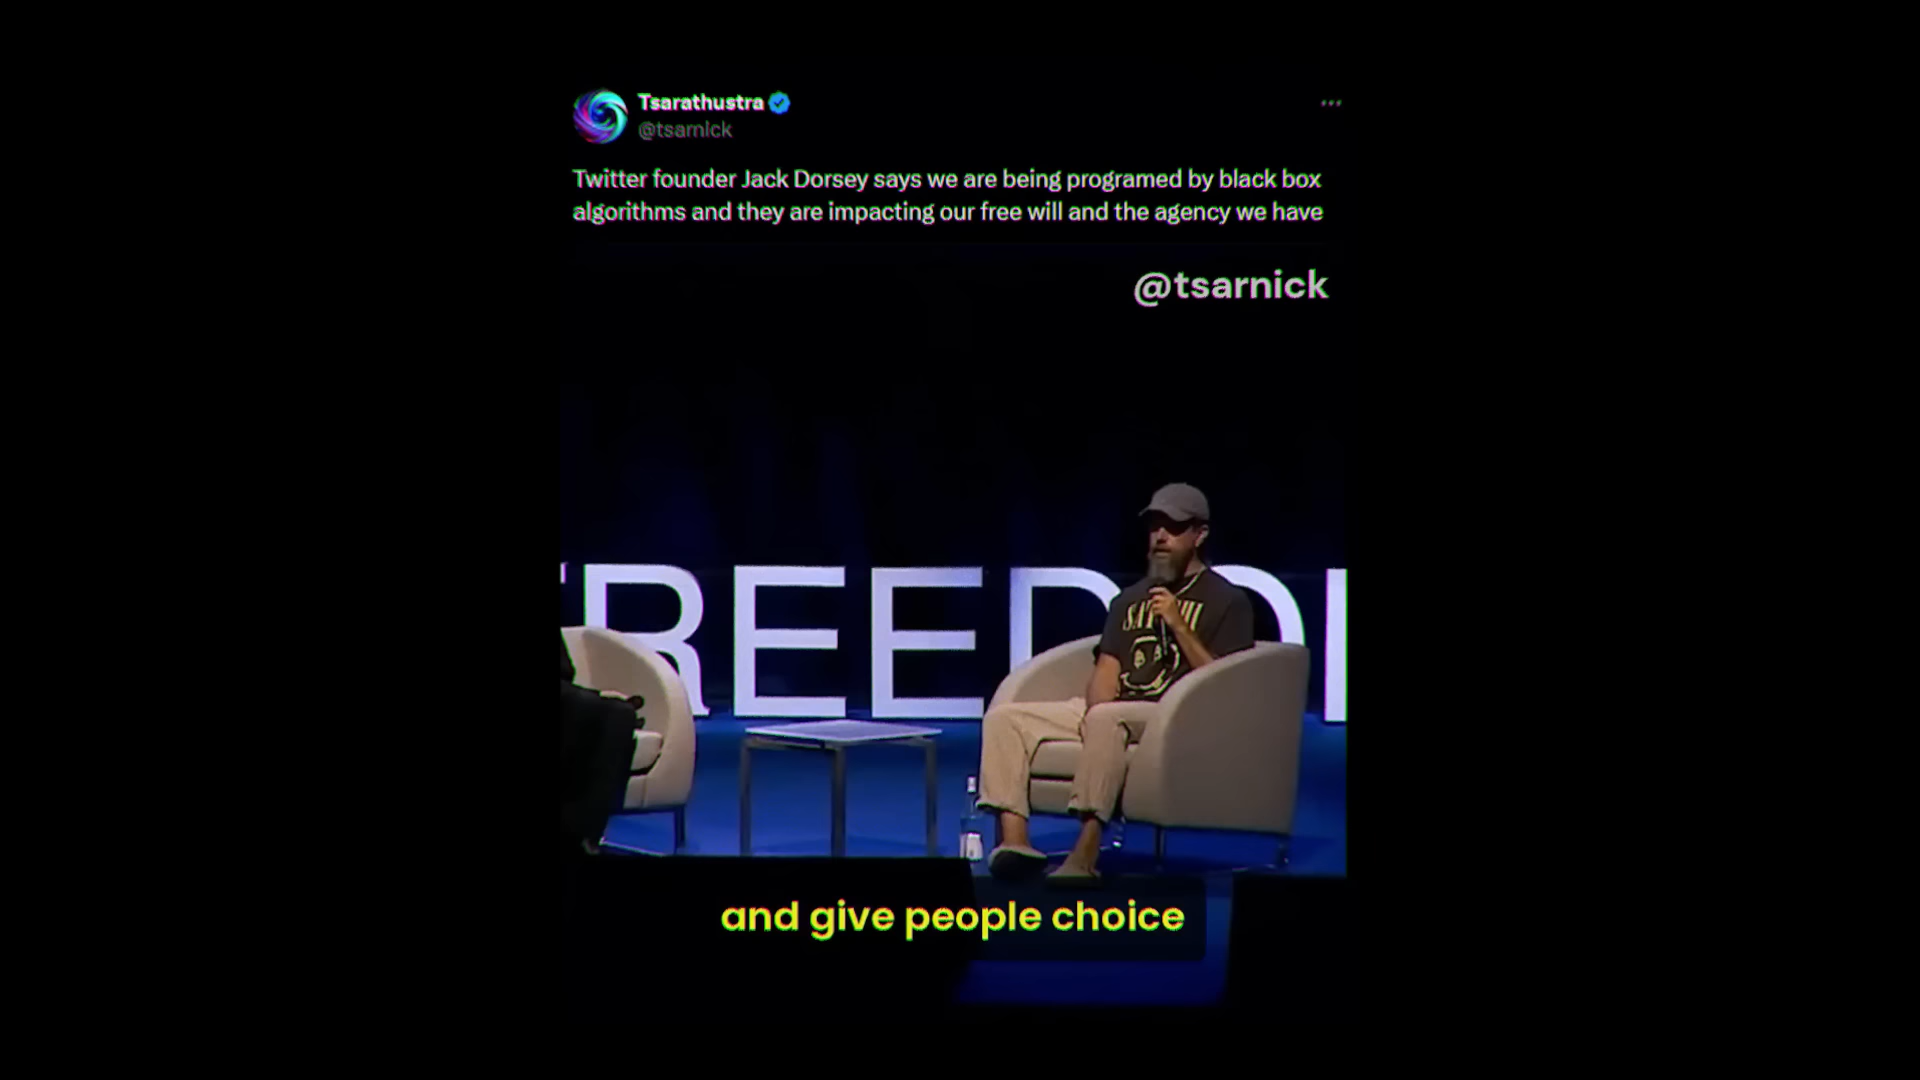 Tsarathustra
@tsarnick
Twitter founder Jack Dorsey says we are being programed by black box
algorithms and they are impacting our free will and the agency we have
@tsarnick
FREEDOM
and give people choice